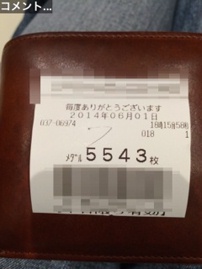 コメント...
毎度ありがとうございます
2014年06月01日
037-06974 18時15分58秒
018 1
メダル 5543枚